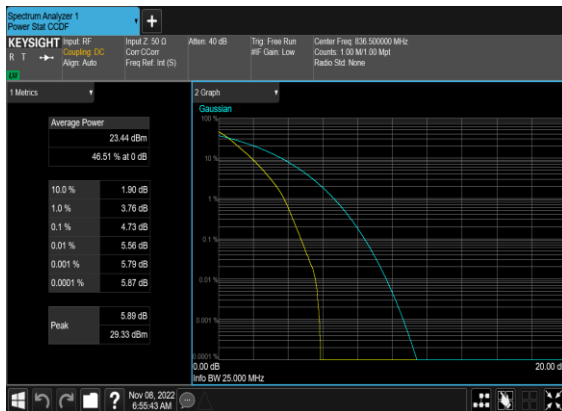 Spectrum Analyzer 1
Power Stat CCDF
+
KEYSIGHT
R T
LXI
Input: RF
Coupling: DC
Align: Auto
Input Z: 50 Ω
Corr CCorr
Freq Ref: Int (S)
Atten: 40 dB
Trig: Free Run
#IF Gain: Low
Center Freq: 836.500000 MHz
Counts: 1.00 M/1.00 Mpt
Radio Std: None
1 Metrics
Average Power
23.44 dBm
46.51 % at 0 dB
10.0 % 1.90 dB
1.0 % 3.76 dB
0.1 % 4.73 dB
0.01 % 5.56 dB
0.001 % 5.79 dB
0.0001 % 5.87 dB
Peak 5.89 dB
29.33 dBm
2 Graph
Gaussian
100 %
10 %
1 %
0.1 %
0.01 %
0.001 %
0.0001 %
0.00 dB
20.00 d
Info BW 25.000 MHz
?
Nov 08, 2022
6:55:43 AM